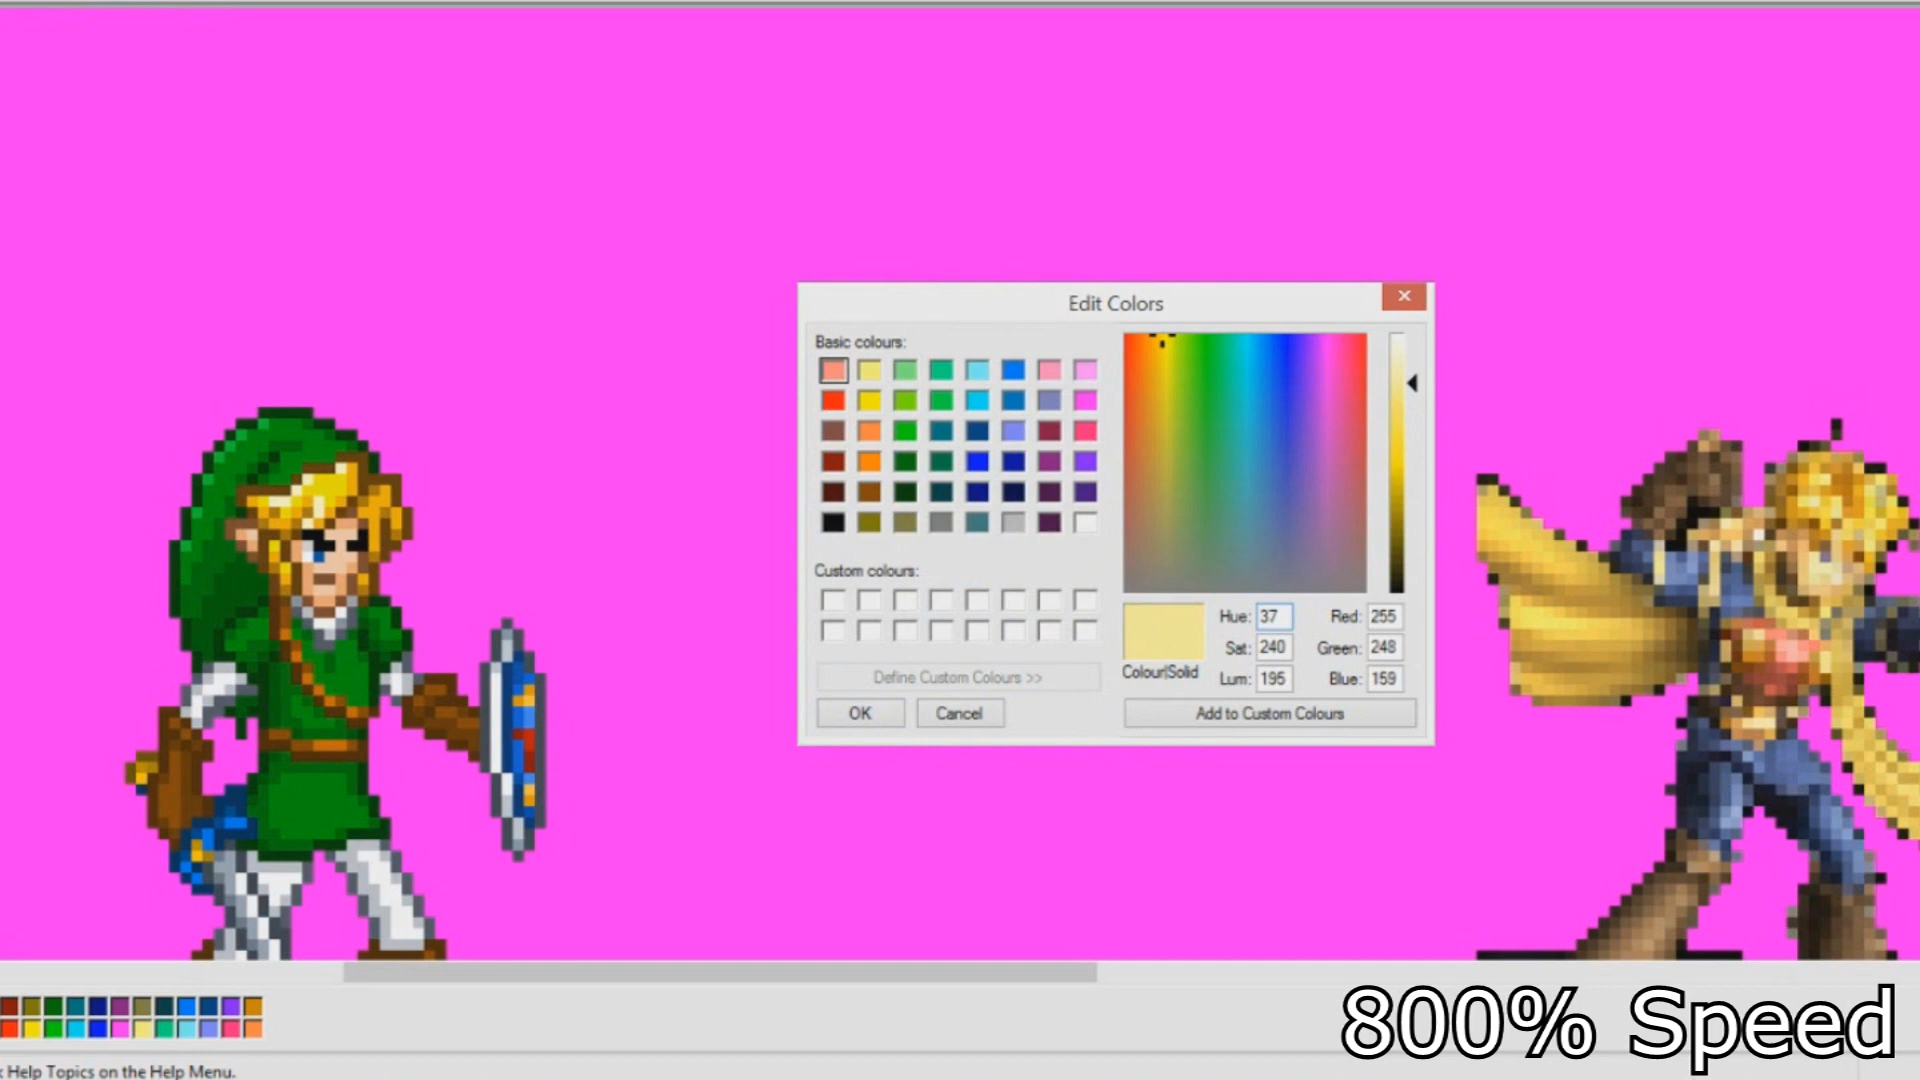 Edit Colors
Basic colours:
Custom colours:
Define Custom Colours >>
OK
Cancel
Colour|Solid
Hue: 37
Sat: 240
Lum: 195
Red: 255
Green: 248
Blue: 159
Add to Custom Colours
800% Speed
Help Topics on the Help Menu.